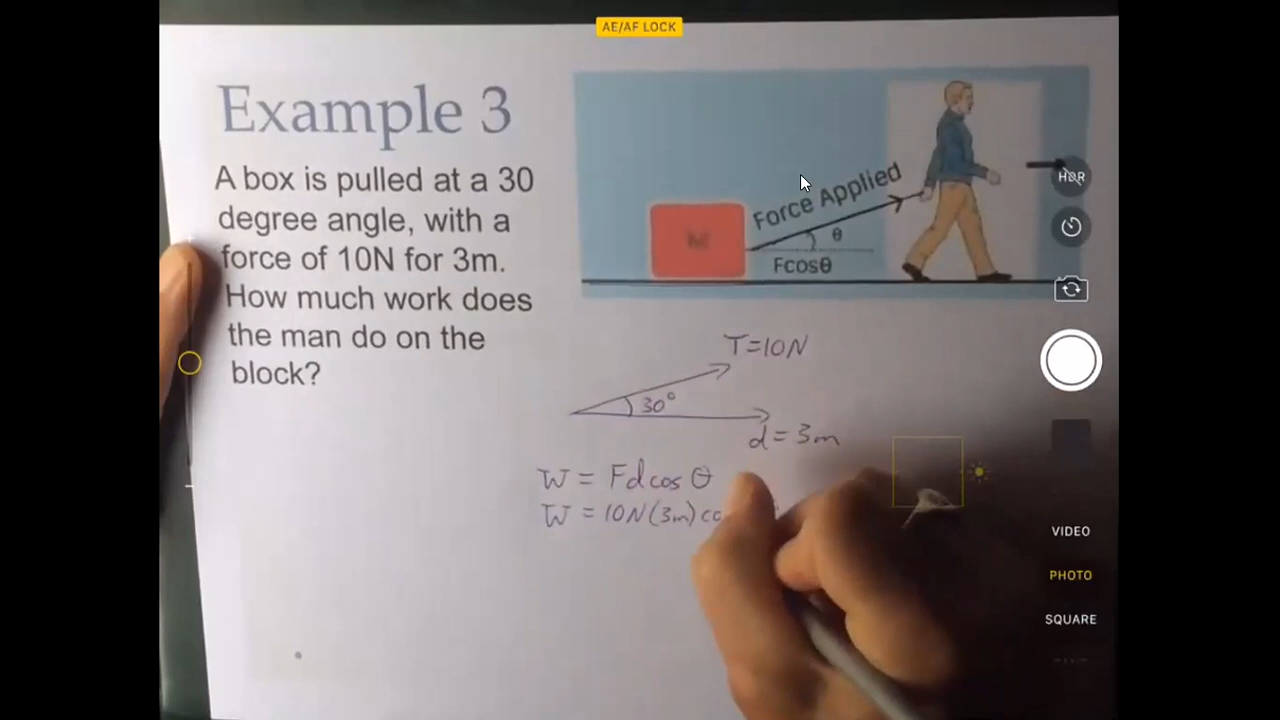 AE/AF LOCK
Example 3
A box is pulled at a 30
degree angle, with a
force of 10N for 3m.
How much work does
the man do on the
block?
Force Applied
M
θ
Fcosθ
HDR
T=10N
30°
d=3m
W = Fdcos θ
W = 10N(3m)co
VIDEO
PHOTO
SQUARE